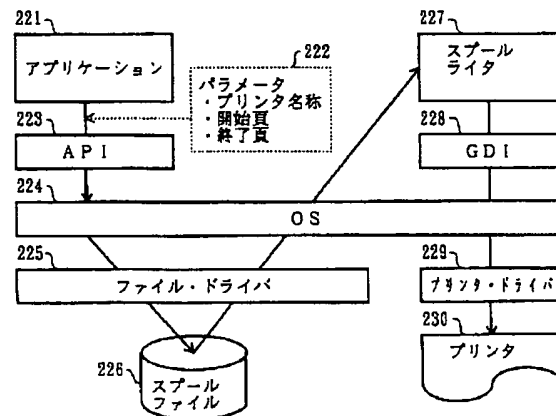 221
アプリケーション
222
パラメータ
・プリンタ名称
・開始頁
・終了頁
223
API
224
OS
225
ファイル・ドライバ
226
スプール
ファイル
227
スプール
ライタ
228
GDI
229
プリンタ・ドライバ
230
プリンタ